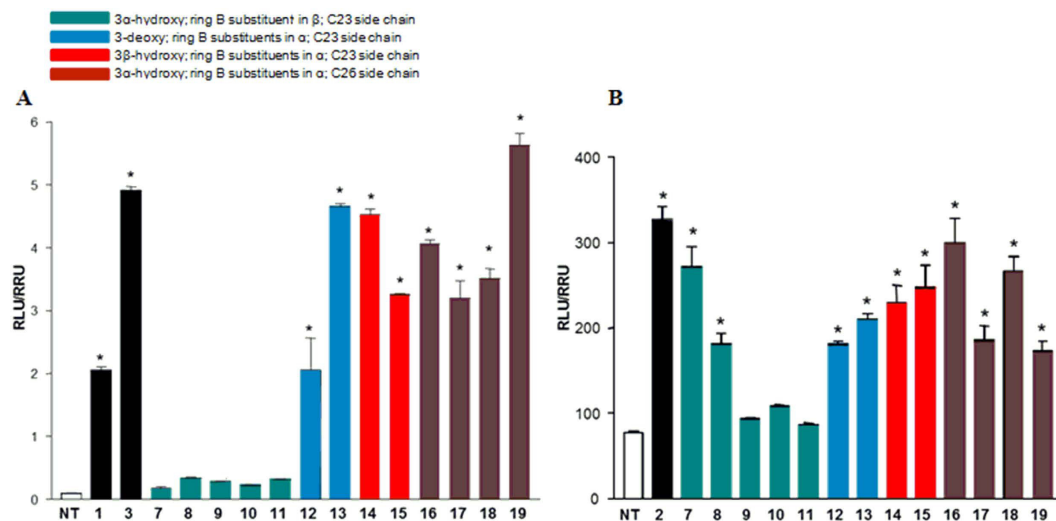 3α-hydroxy; ring B substituent in β; C23 side chain
3-deoxy; ring B substituents in α; C23 side chain
3β-hydroxy; ring B substituents in α; C23 side chain
3α-hydroxy; ring B substituents in α; C26 side chain
A
B
6
5
4
3
2
1
0
RLU/RRU
* * * * * * * * * *
NT 1 3 7 8 9 10 11 12 13 14 15 16 17 18 19
400
300
200
100
0
RLU/RRU
* * * * * * * * * * *
NT 2 7 8 9 10 11 12 13 14 15 16 17 18 19